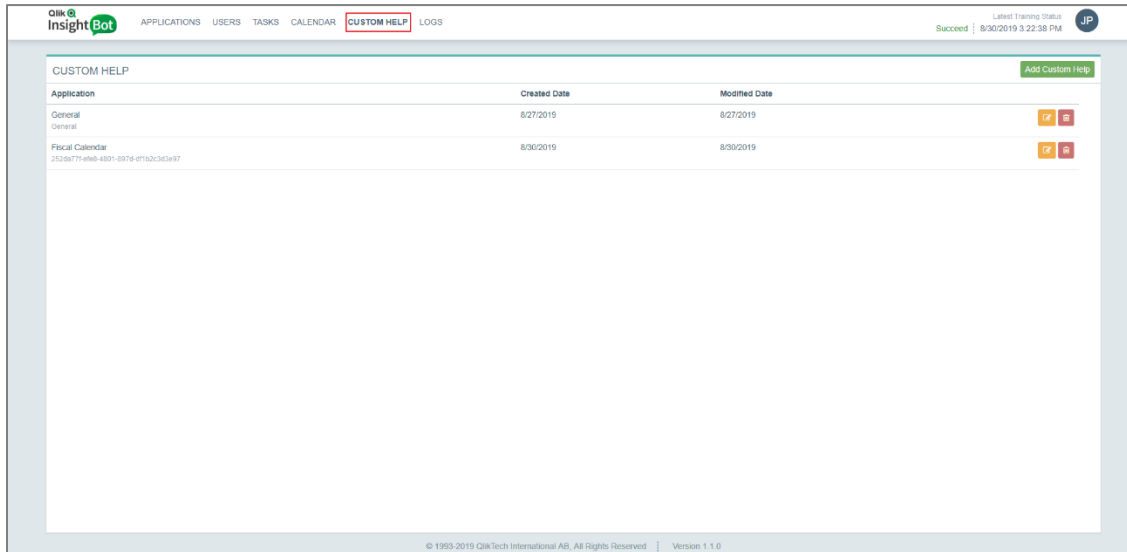 Qlik
Insight Bot
APPLICATIONS USERS TASKS CALENDAR CUSTOM HELP LOGS
Latest Training Status
Succeed 8/30/2019 3:22:38 PM
JP
CUSTOM HELP
Add Custom Help
Application Created Date Modified Date
General 8/27/2019 8/27/2019
General
Fiscal Calendar 8/30/2019 8/30/2019
© 1993-2019 QlikTech International AB, All Rights Reserved Version 1.1.0